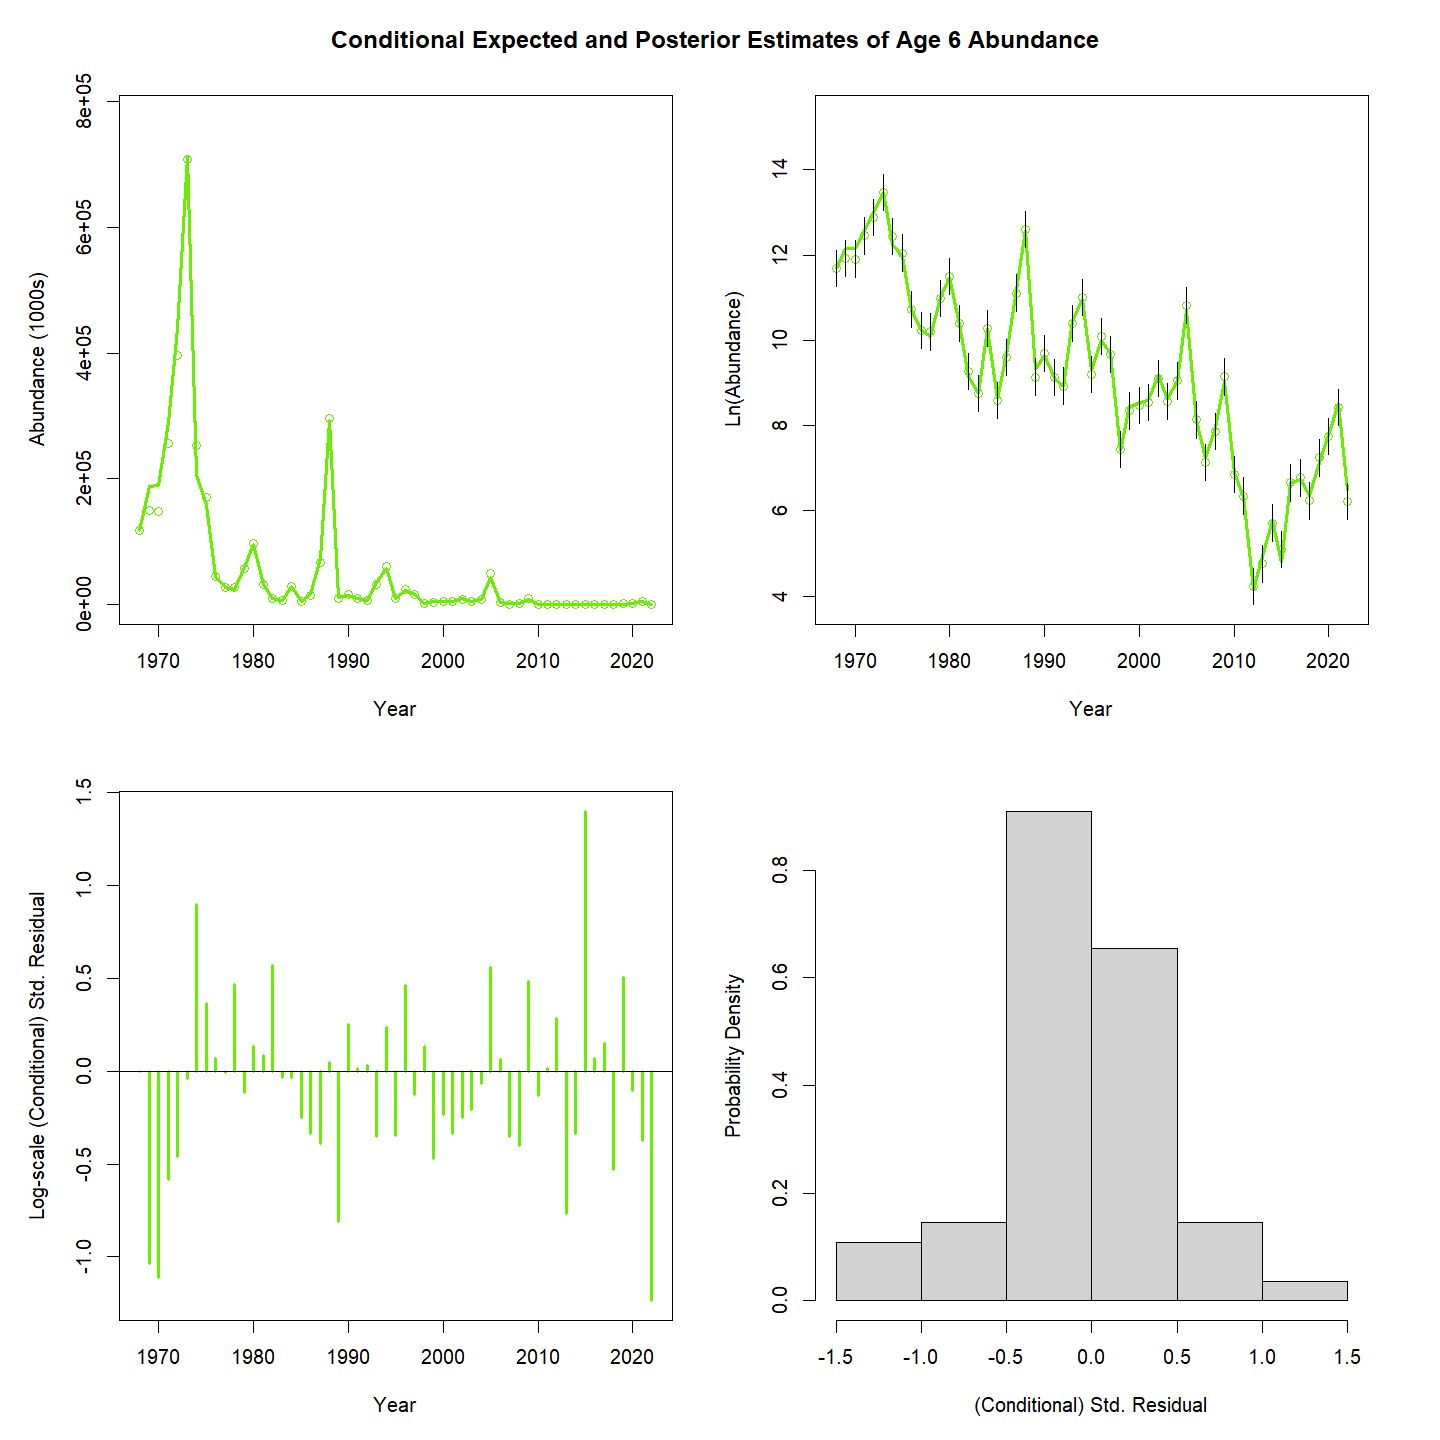 Conditional Expected and Posterior Estimates of Age 6 Abundance
Abundance (1000s)
0e+00 2e+05 4e+05 6e+05 8e+05
1970 1980 1990 2000 2010 2020
Year
Ln(Abundance)
4 6 8 10 12 14
1970 1980 1990 2000 2010 2020
Year
Log-scale (Conditional) Std. Residual
-1.0 -0.5 0.0 0.5 1.0 1.5
1970 1980 1990 2000 2010 2020
Year
Probability Density
0.0 0.2 0.4 0.6 0.8
-1.5 -1.0 -0.5 0.0 0.5 1.0 1.5
(Conditional) Std. Residual